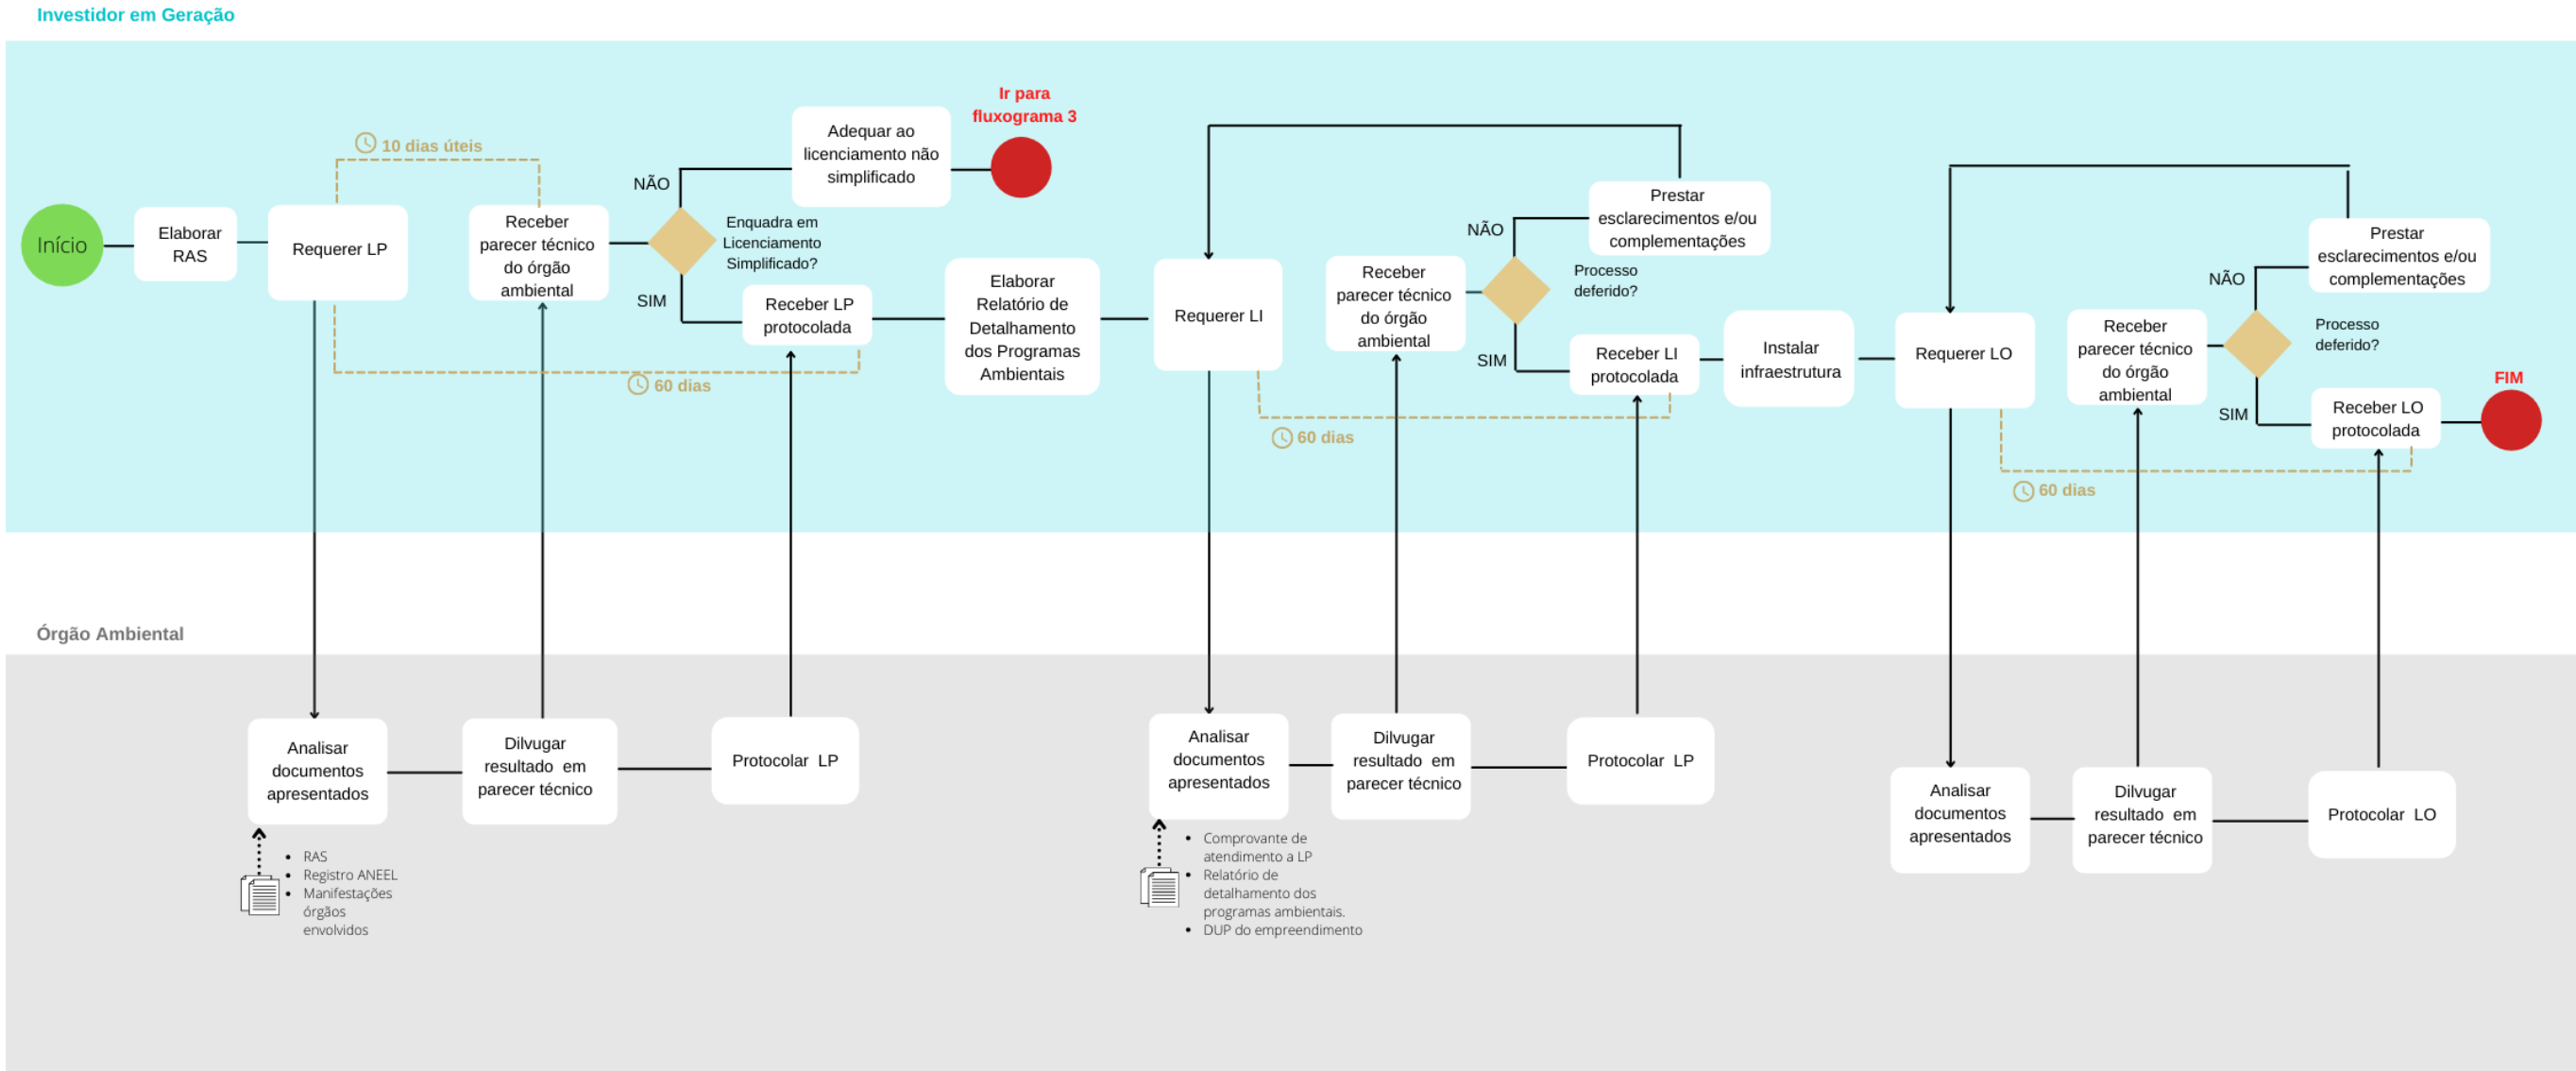 Investidor em Geração
Ir para
fluxograma 3
10 dias úteis
Adequar ao
licenciamento não
simplificado
NÃO
Início
Elaborar
RAS
Requerer LP
Receber
parecer técnico
do órgão
ambiental
Enquadra em
Licenciamento
Simplificado?
SIM
Receber LP
protocolada
60 dias
Elaborar
Relatório de
Detalhamento
dos Programas
Ambientais
Requerer LI
Receber
parecer técnico
do órgão
ambiental
NÃO
Prestar
esclarecimentos e/ou
complementações
Processo
deferido?
SIM
Receber LI
protocolada
60 dias
Instalar
infraestrutura
Requerer LO
Receber
parecer técnico
do órgão
ambiental
NÃO
Prestar
esclarecimentos e/ou
complementações
Processo
deferido?
SIM
Receber LO
protocolada
FIM
60 dias
Órgão Ambiental
Analisar
documentos
apresentados
Dilvugar
resultado em
parecer técnico
Protocolar LP
RAS
Registro ANEEL
Manifestações
órgãos
envolvidos
Analisar
documentos
apresentados
Dilvugar
resultado em
parecer técnico
Protocolar LP
Comprovante de
atendimento a LP
Relatório de
detalhamento dos
programas ambientais.
DUP do empreendimento
Analisar
documentos
apresentados
Dilvugar
resultado em
parecer técnico
Protocolar LO